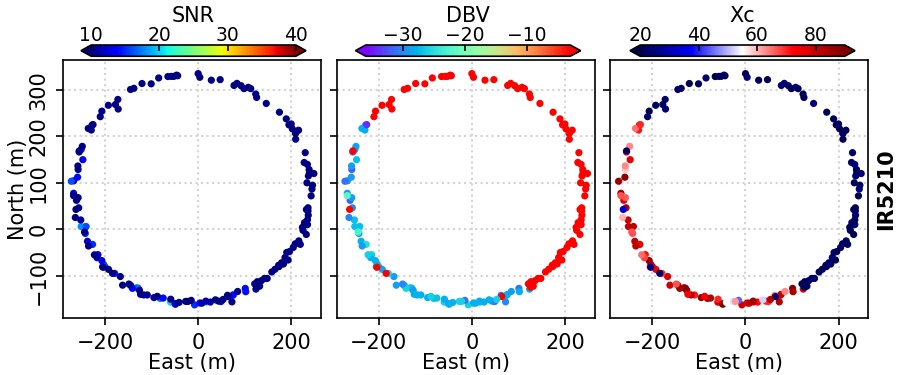 SNR DBV Xc
10 20 30 40 −30 −20 −10 20 40 60 80
North (m)
300
200
100
0
−100
IR5210
−200 0 200 −200 0 200 −200 0 200
East (m) East (m) East (m)